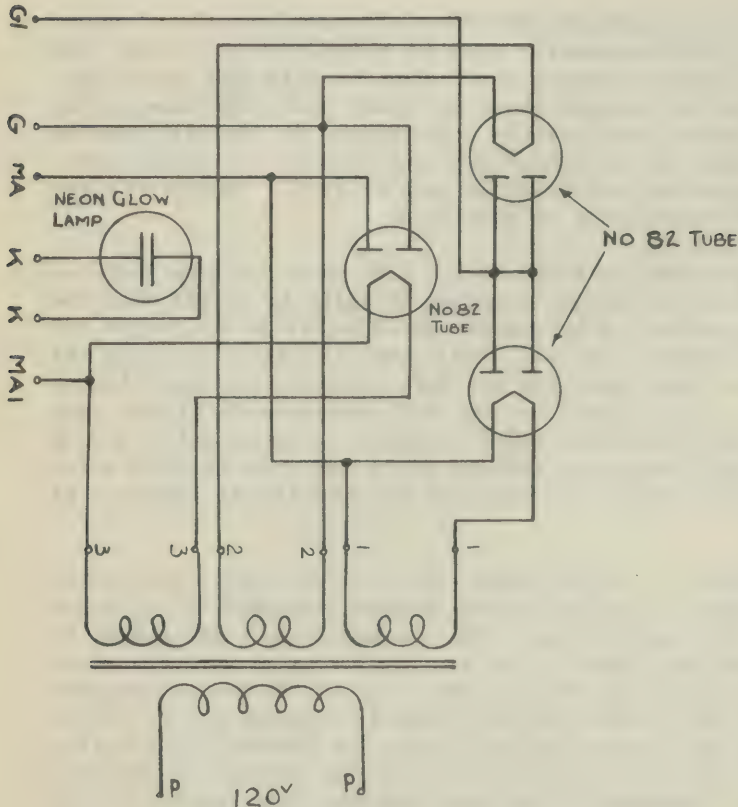 G1
G
MA
NEON GLOW
LAMP
K
K
MA1
NO 82 TUBE
NO 82
TUBE
3
3
2
2
1
1
P
120V
P